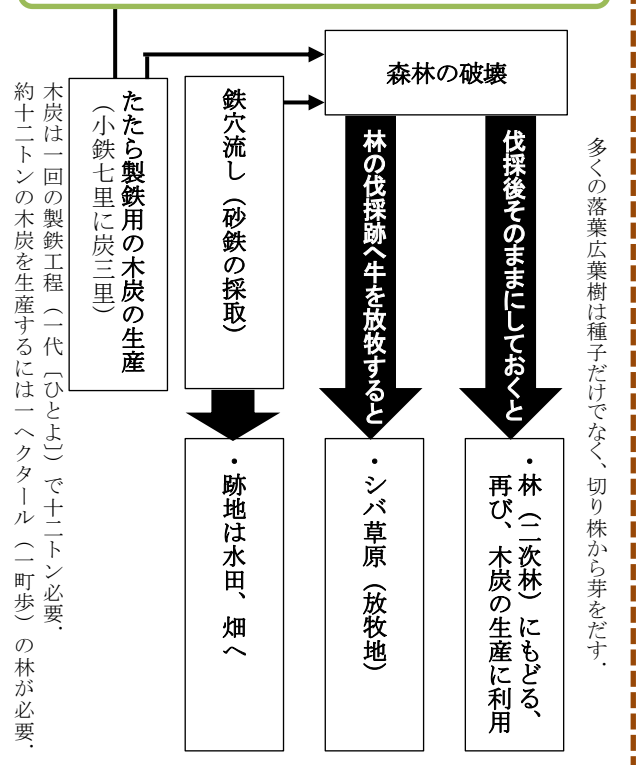 森林の破壊
多くの落葉広葉樹は種子だけでなく、切り株から芽をだす.
伐採後そのままにしておくと
・林（二次林）にもどる、
再び、木炭の生産に利用
林の伐採跡へ牛を放牧すると
・シバ草原（放牧地）
鉄穴流し（砂鉄の採取）
・跡地は水田、畑へ
たたら製鉄用の木炭の生産
（小鉄七里に炭三里）
木炭は一回の製鉄工程（一代〔ひとよ〕）で十二トン必要.
約十二トンの木炭を生産するには一ヘクタール（一町歩）の林が必要.